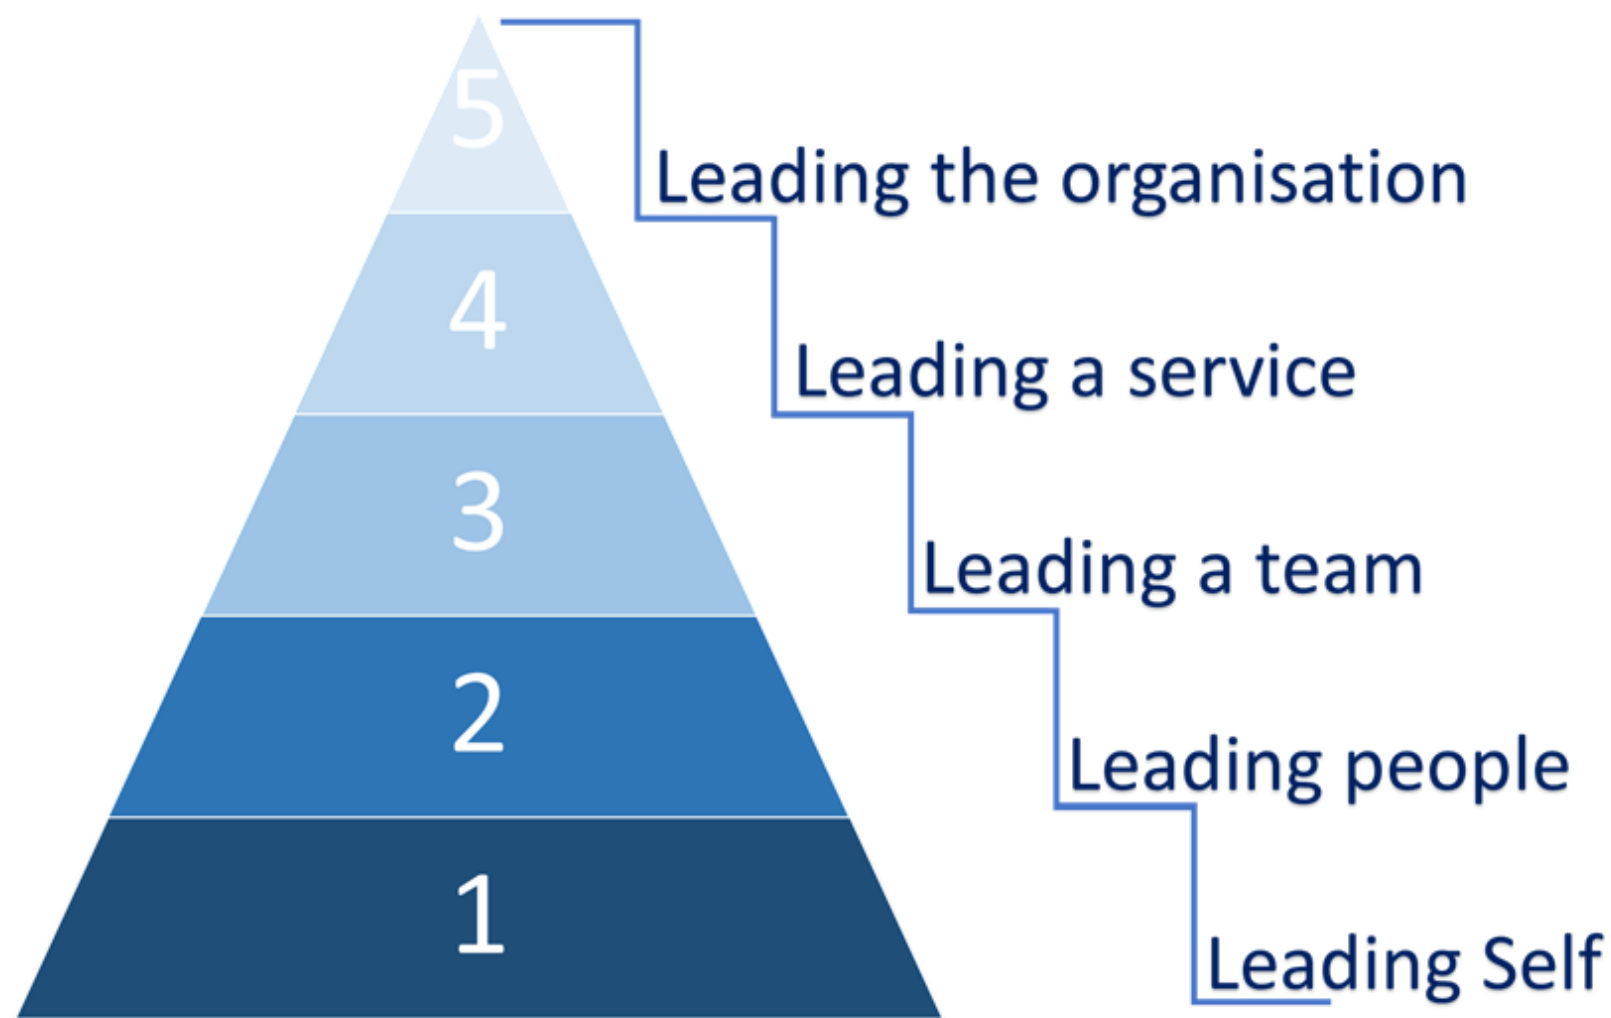 5
Leading the organisation
4
Leading a service
3
Leading a team
2
Leading people
1
Leading Self